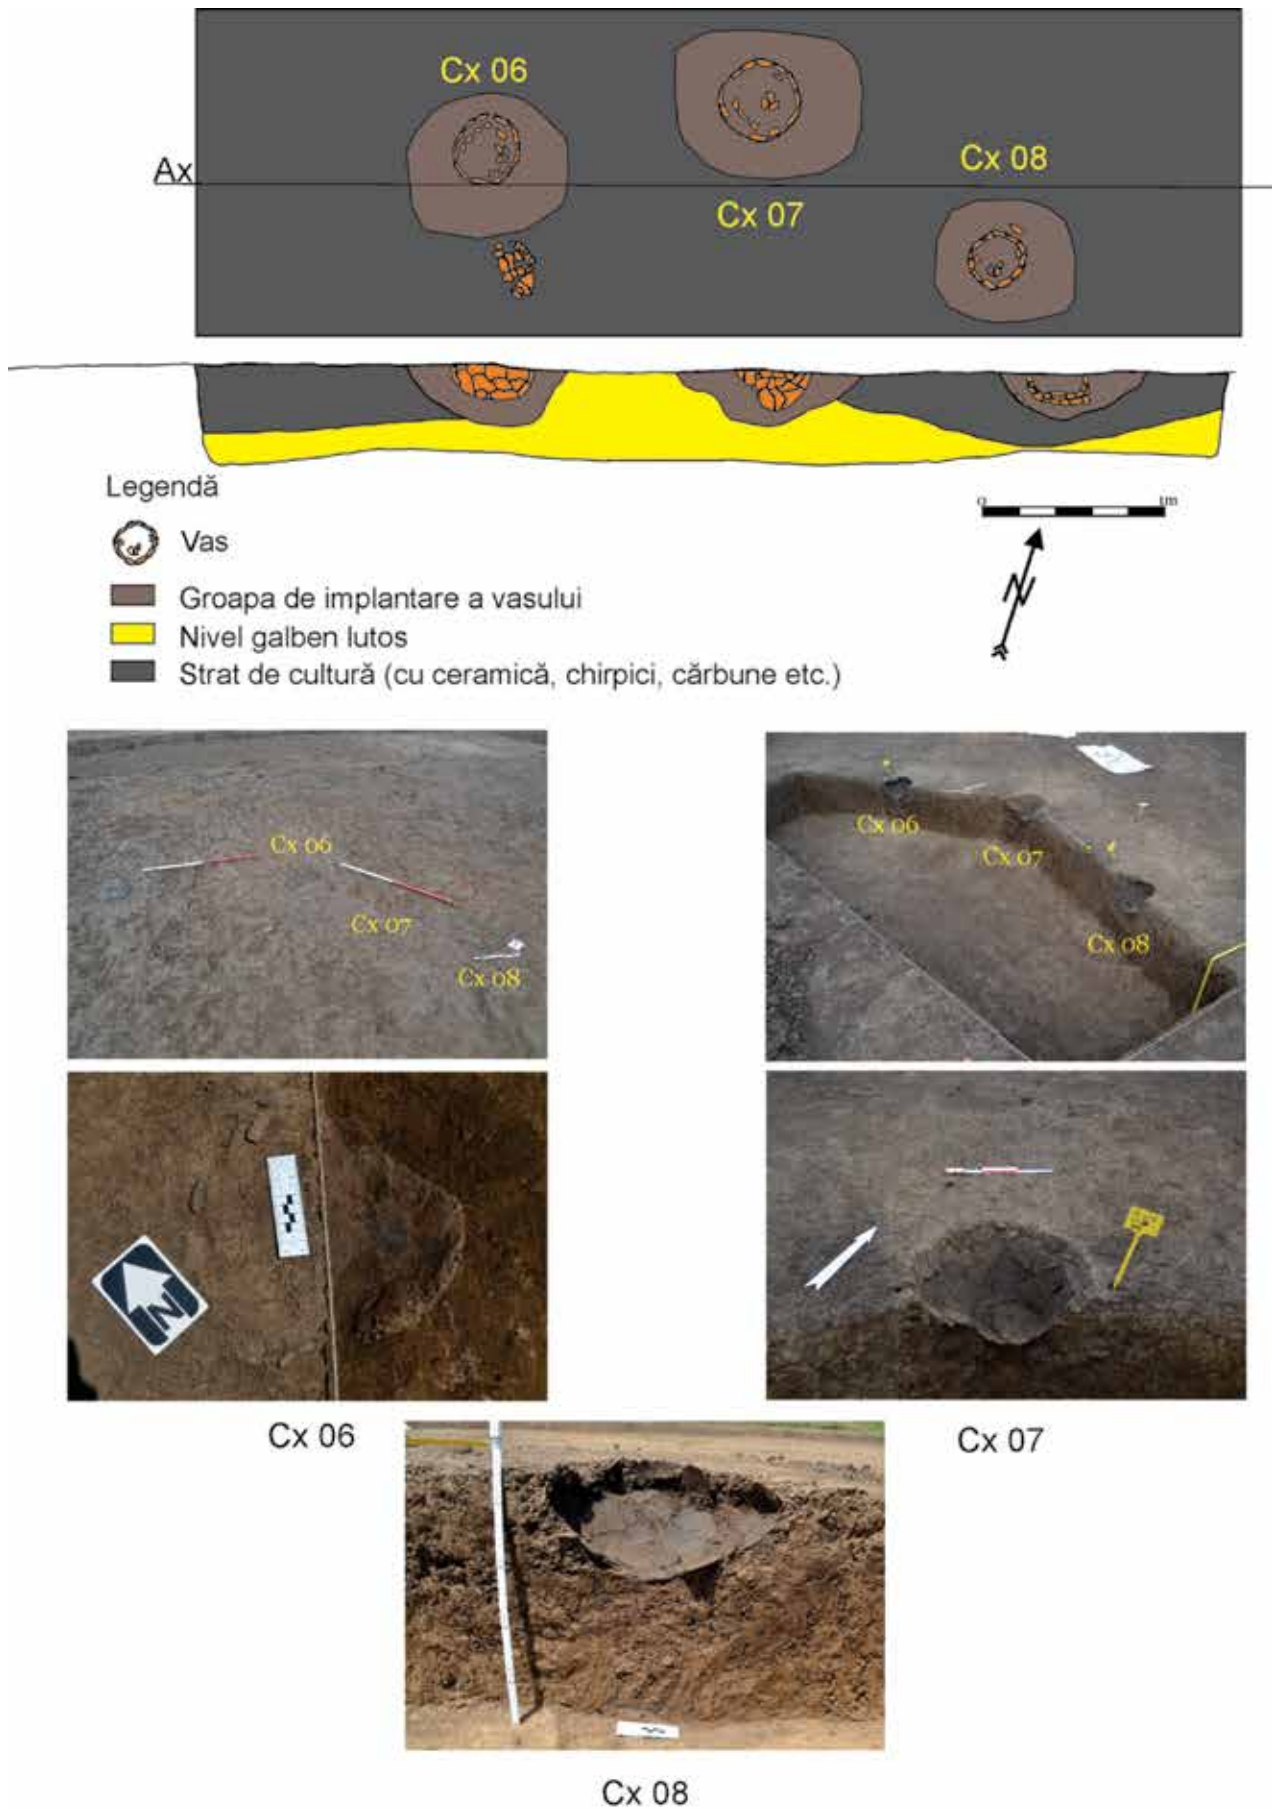 Cx 06
Cx 08
Ax
Cx 07
Legendă
0 1m
Vas
N
Groapa de implantare a vasului
Nivel galben lutos
Strat de cultură (cu ceramică, chirpici, cărbune etc.)
Cx 06
Cx 07
Cx 08
Cx 06
Cx 07
Cx 08
N
Cx 06
Cx 07
Cx 08